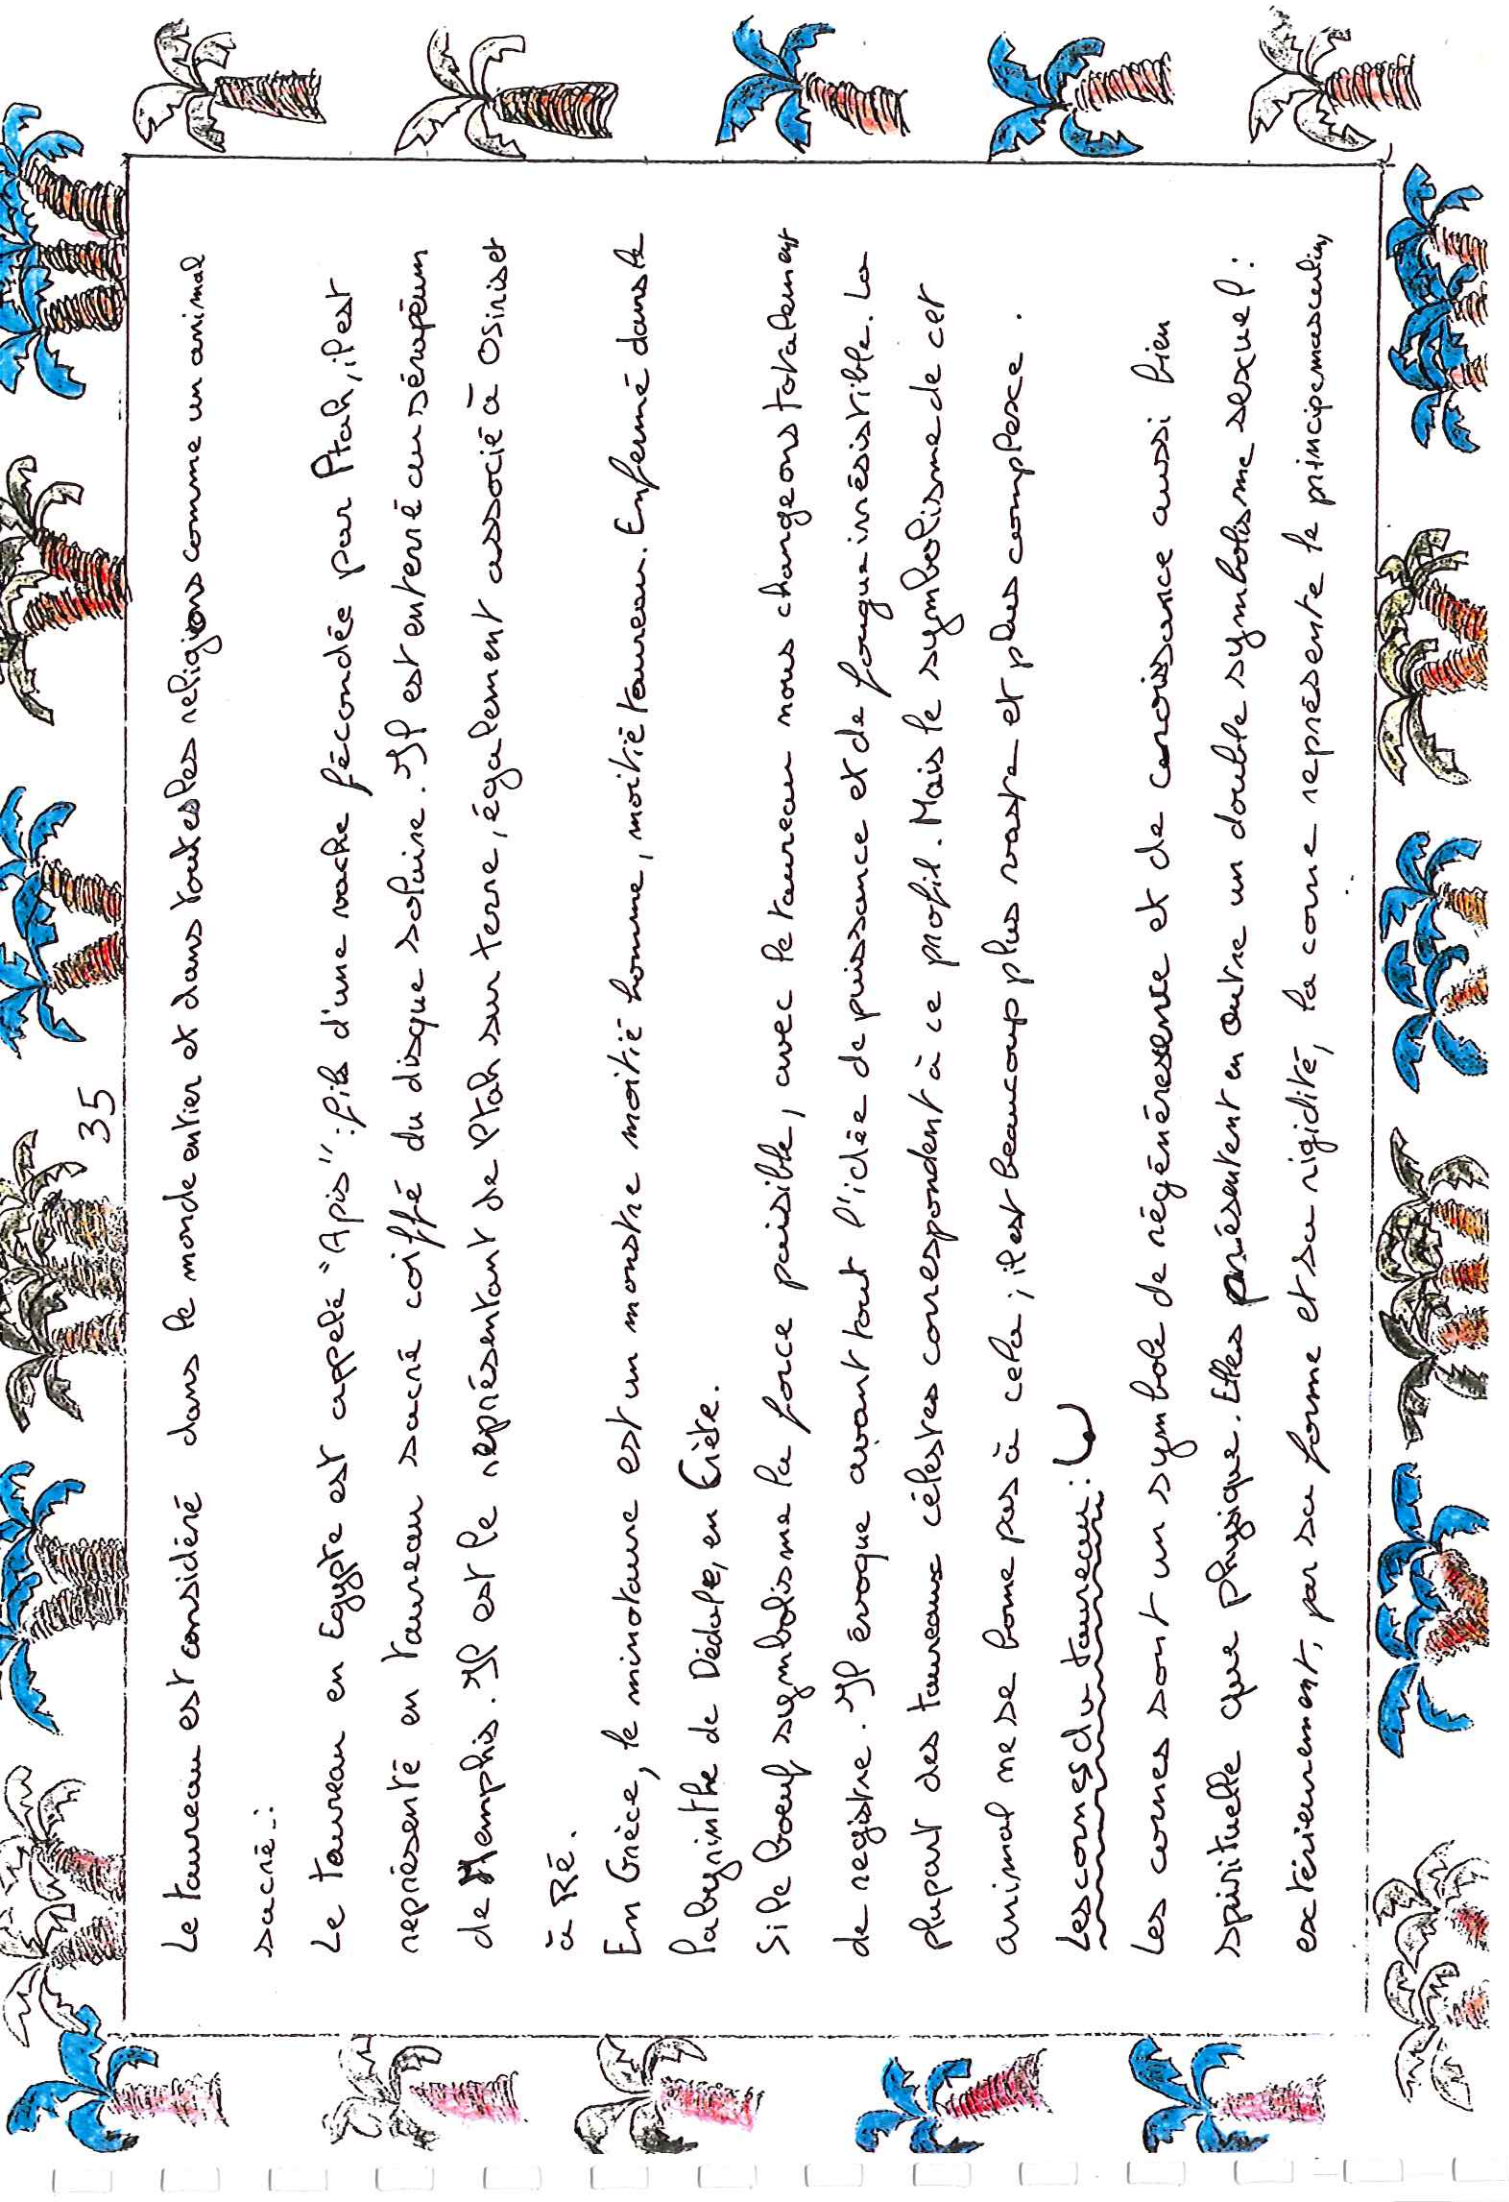 35
Le taureau est considéré dans le monde entier et dans toutes les religions comme un animal
sacré.:
Le taureau en Egypte est appelé "Apis": fils d'une vache fécondée par Ptah, il est
représenté en taureau sacré coiffé du disque solaire. Il est enterré au sérapéum
de Memphis. Il est le représentant de Ptah sur terre, également associé à Osiris et
à Ré.
En Grèce, le minotaure est un monstre moitié homme, moitié taureau. Enfermé dans le
labyrinthe de Dédale, en Crète.
Si le boeuf symbolisme la force paisible, avec le taureau nous changeons totalement
de registre. Il évoque avant tout l'idée de puissance et de fougue irrésistible. La
plupart des taureaux célestes correspondent à ce profil. Mais le symbolisme de cet
animal ne se borne pas à cela ; il est beaucoup plus vaste et plus complexe.
Les cornes du taureau :
Les cornes sont un symbole de régénéresence et de croissance aussi bien
spirituelle que physique. Elles présentent en outre un double symbolisme sexuel :
extérieurement, par sa forme et sa rigidité, la corne représente le principe masculin,